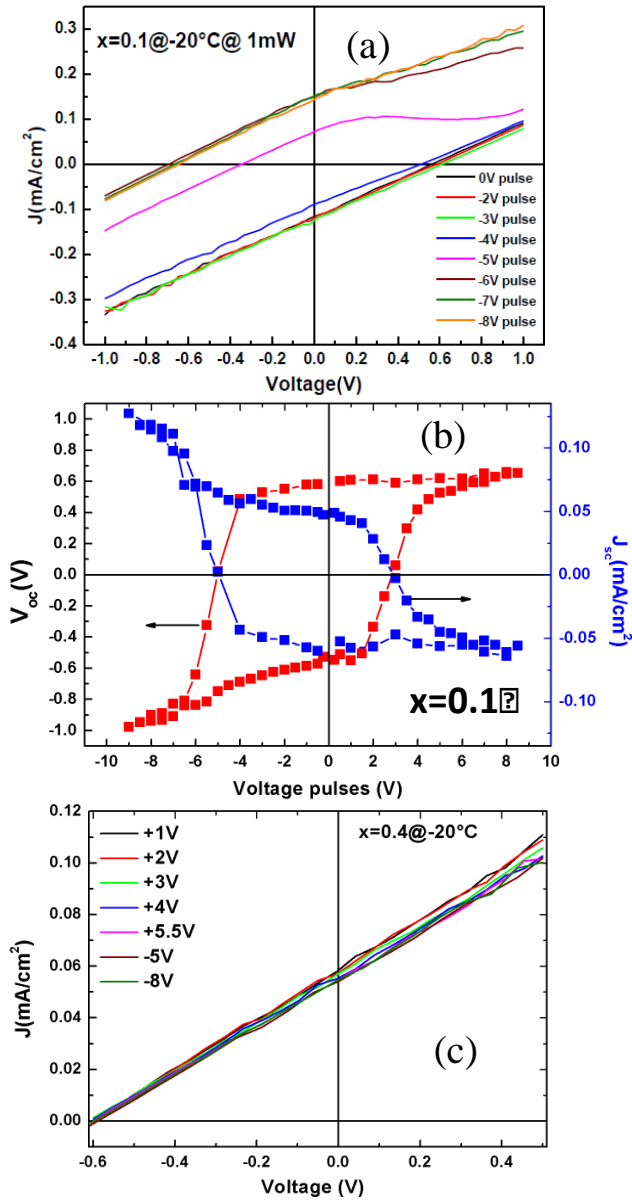 x=0.1@-20°C@ 1mW
(a)
J(mA/cm²)
0.3
0.2
0.1
0.0
-0.1
-0.2
-0.3
-0.4
0V pulse
-2V pulse
-3V pulse
-4V pulse
-5V pulse
-6V pulse
-7V pulse
-8V pulse
-1.0 -0.8 -0.6 -0.4 -0.2 0.0 0.2 0.4 0.6 0.8 1.0
Voltage(V)
(b)
Voc(V)
1.0
0.8
0.6
0.4
0.2
0.0
-0.2
-0.4
-0.6
-0.8
-1.0
Jsc(mA/cm²)
0.10
0.05
0.00
-0.05
-0.10
x=0.1⍰
-10 -8 -6 -4 -2 0 2 4 6 8 10
Voltage pulses (V)
J(mA/cm²)
0.12
0.10
0.08
0.06
0.04
0.02
0.00
+1V
+2V
+3V
+4V
+5.5V
-5V
-8V
x=0.4@-20°C
(c)
-0.6 -0.4 -0.2 0.0 0.2 0.4
Voltage (V)